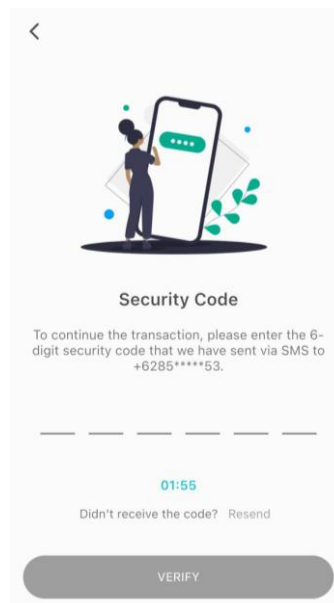 Security Code
To continue the transaction, please enter the 6-
digit security code that we have sent via SMS to
+6285*****53.
01:55
Didn't receive the code? Resend
VERIFY